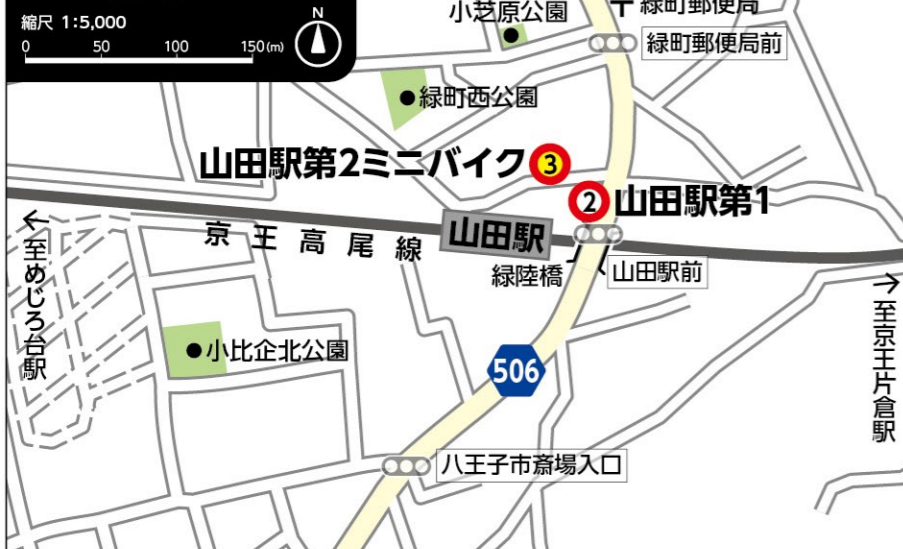 縮尺 1:5,000
0 50 100 150(m)
N
小芝原公園
〒緑町郵便局
緑町郵便局前
緑町西公園
山田駅第2ミニバイク 3
2 山田駅第1
京王高尾線
山田駅
緑陸橋
山田駅前
←至めじろ台駅
→至京王片倉駅
小比企北公園
506
八王子市斎場入口